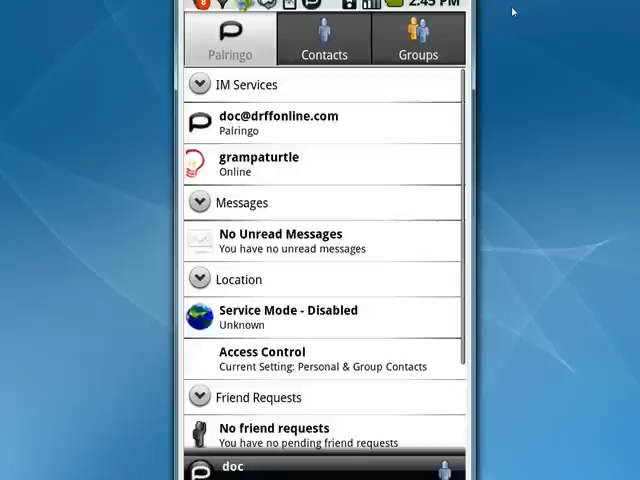 2:45 PM
Palringo
Contacts
Groups
IM Services
doc@drffonline.com
Palringo
grampaturtle
Online
Messages
No Unread Messages
You have no unread messages
Location
Service Mode - Disabled
Unknown
Access Control
Current Setting: Personal & Group Contacts
Friend Requests
No friend requests
You have no pending friend requests
doc